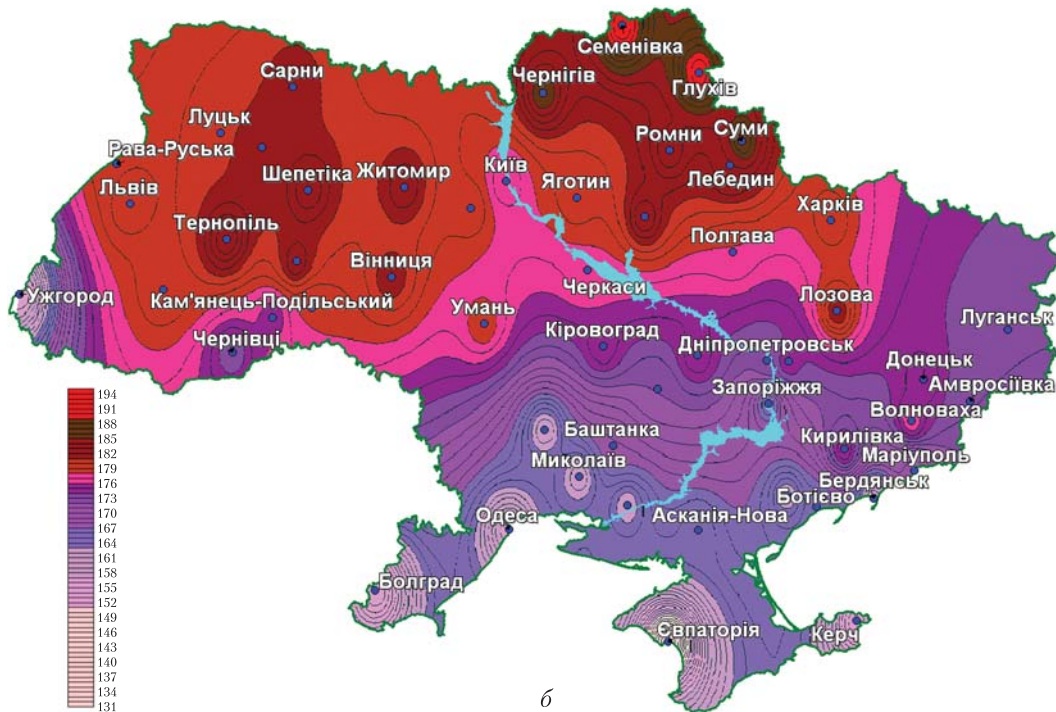 Семенівка
Сарни
Чернігів
Глухів
Луцьк
Ромни
Суми
Рава-Руська
Київ
Шепетіка
Житомир
Яготин
Лебедин
Львів
Харків
Тернопіль
Полтава
Вінниця
Черкаси
Ужгород
Кам'янець-Подільський
Умань
Лозова
Луганськ
Чернівці
Кіровоград
Дніпропетровськ
Донецьк
Запоріжжя
Амвросіївка
Волноваха
Баштанка
Кирилівка
Маріуполь
Миколаїв
Бердянськ
Ботієво
Одеса
Асканія-Нова
Болград
Євпаторія
Керч
194
191
188
185
182
179
176
173
170
167
164
161
158
155
152
149
146
143
140
137
134
131
б